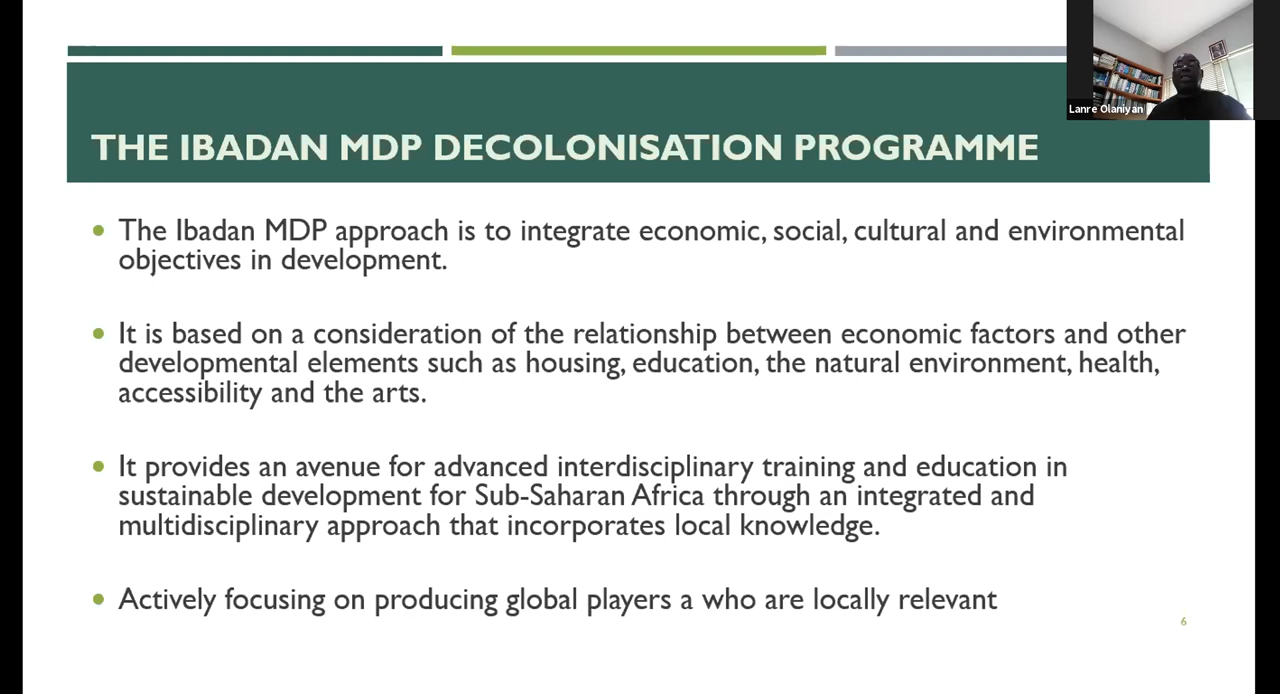 Lanre Olaniyan
THE IBADAN MDP DECOLONISATION PROGRAMME
• The Ibadan MDP approach is to integrate economic, social, cultural and environmental
objectives in development.
• It is based on a consideration of the relationship between economic factors and other
developmental elements such as housing, education, the natural environment, health,
accessibility and the arts.
• It provides an avenue for advanced interdisciplinary training and education in
sustainable development for Sub-Saharan Africa through an integrated and
multidisciplinary approach that incorporates local knowledge.
• Actively focusing on producing global players a who are locally relevant
6